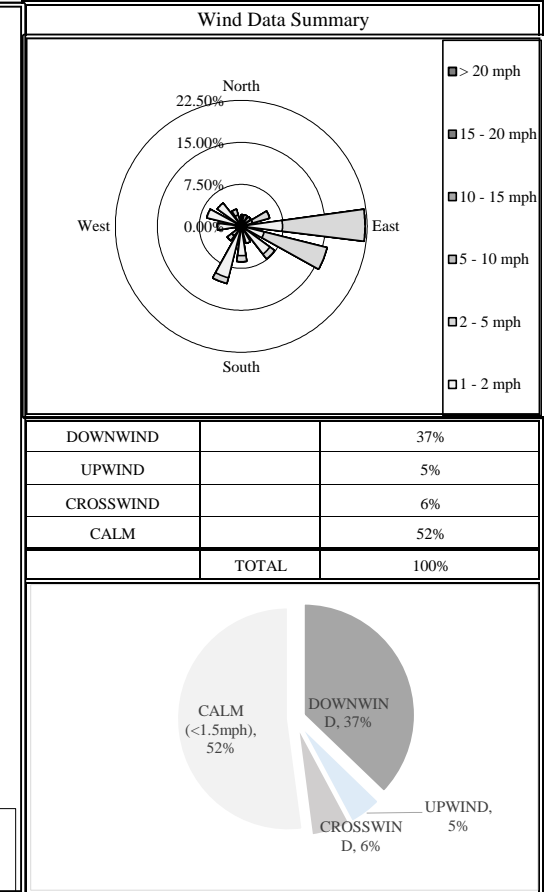 Wind Data Summary
North
22.50%
15.00%
7.50%
0.00%
West
East
South
> 20 mph
15 - 20 mph
10 - 15 mph
5 - 10 mph
2 - 5 mph
1 - 2 mph
DOWNWIND 37%
UPWIND 5%
CROSSWIND 6%
CALM 52%
TOTAL 100%
CALM
(<1.5mph),
52%
DOWNWIN
D, 37%
UPWIND,
5%
CROSSWIN
D, 6%